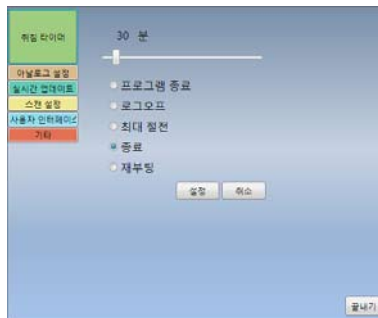 취침 타이머
30 분
아날로그 설정
실시간 업데이트
스캔 설정
사용자 인터페이스
기타
프로그램 종료
로그오프
최대 절전
종료
재부팅
설정 취소
끝내기